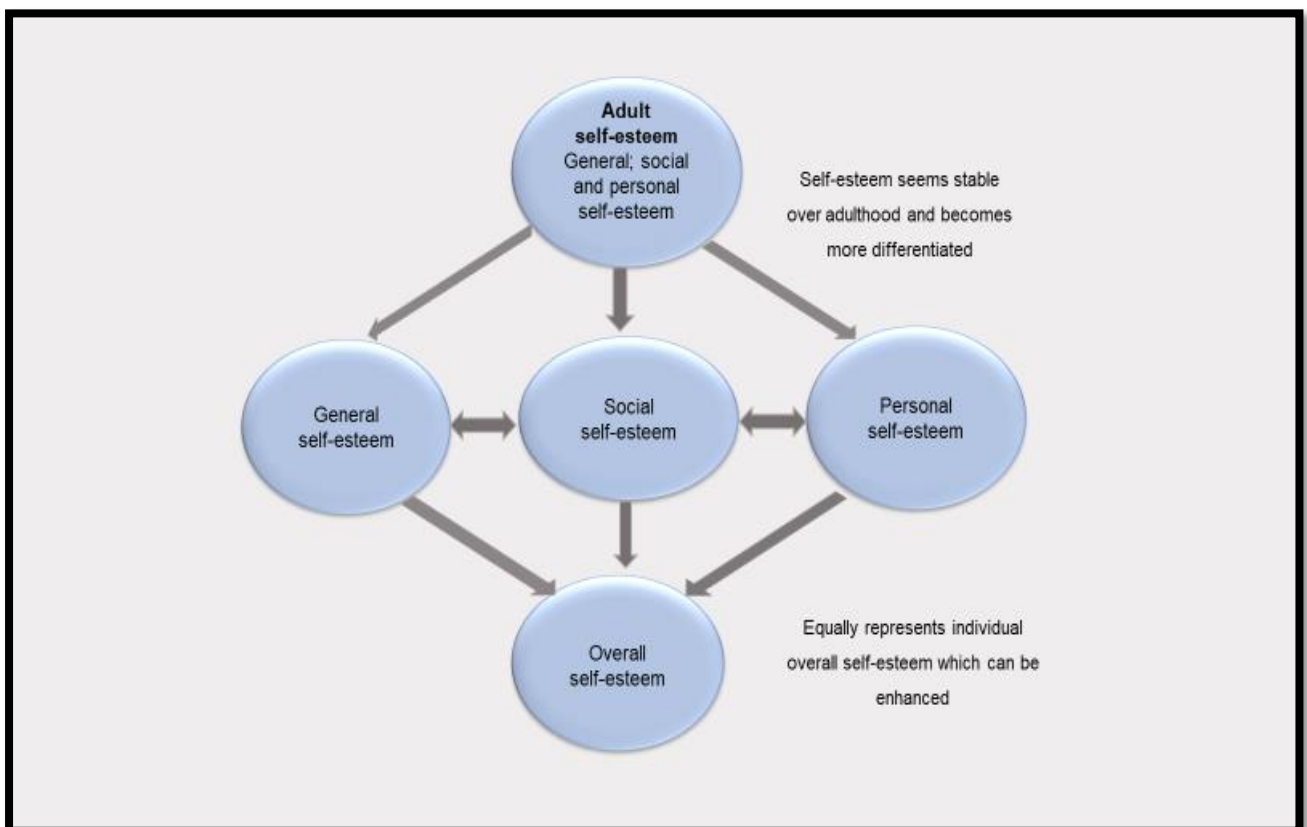 Adult
self-esteem
General; social
and personal
self-esteem
Self-esteem seems stable
over adulthood and becomes
more differentiated
General
self-esteem
Social
self-esteem
Personal
self-esteem
Overall
self-esteem
Equally represents individual
overall self-esteem which can be
enhanced